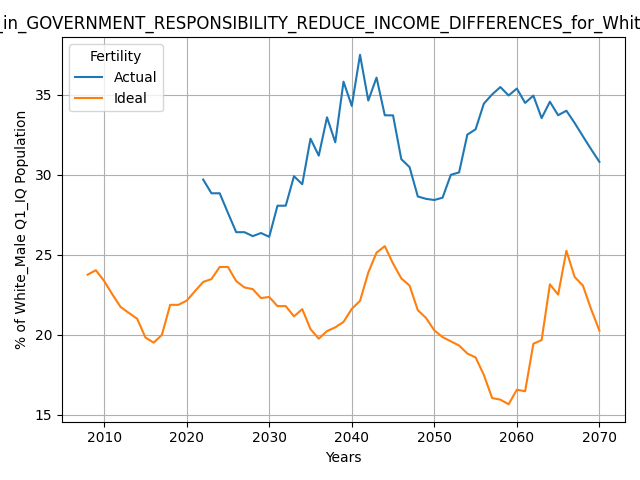 _in_GOVERNMENT_RESPONSIBILITY_REDUCE_INCOME_DIFFERENCES_for_Whit
Fertility
Actual
Ideal
% of White_Male Q1_IQ Population
35
30
25
20
15
2010 2020 2030 2040 2050 2060 2070
Years